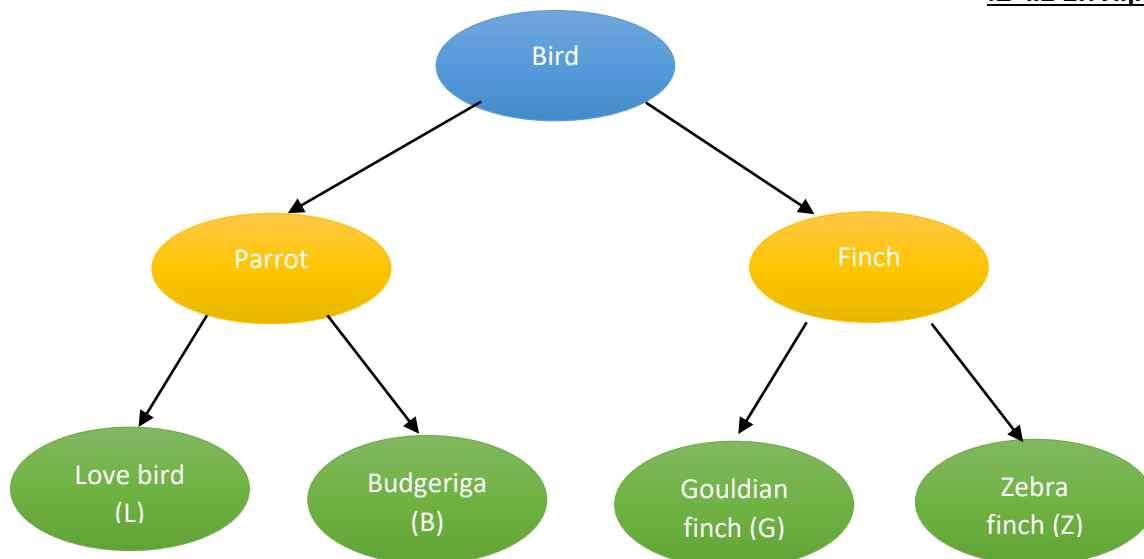 Bird
Parrot
Finch
Love bird
(L)
Budgeriga
(B)
Gouldian
finch (G)
Zebra
finch (Z)